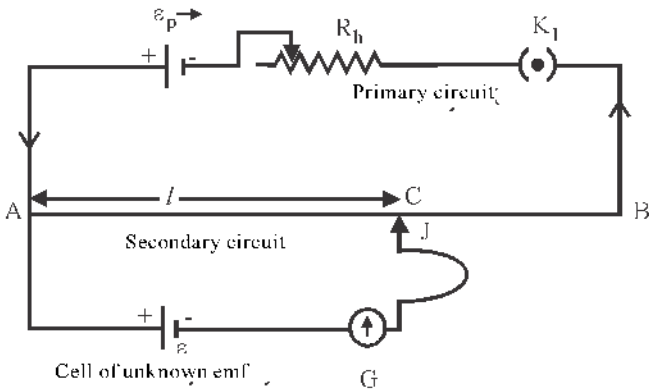 εp→
+ - Rh K1
Primary circuit
A l C B
J
Secondary circuit
+ -
ε
Cell of unknown emf
G